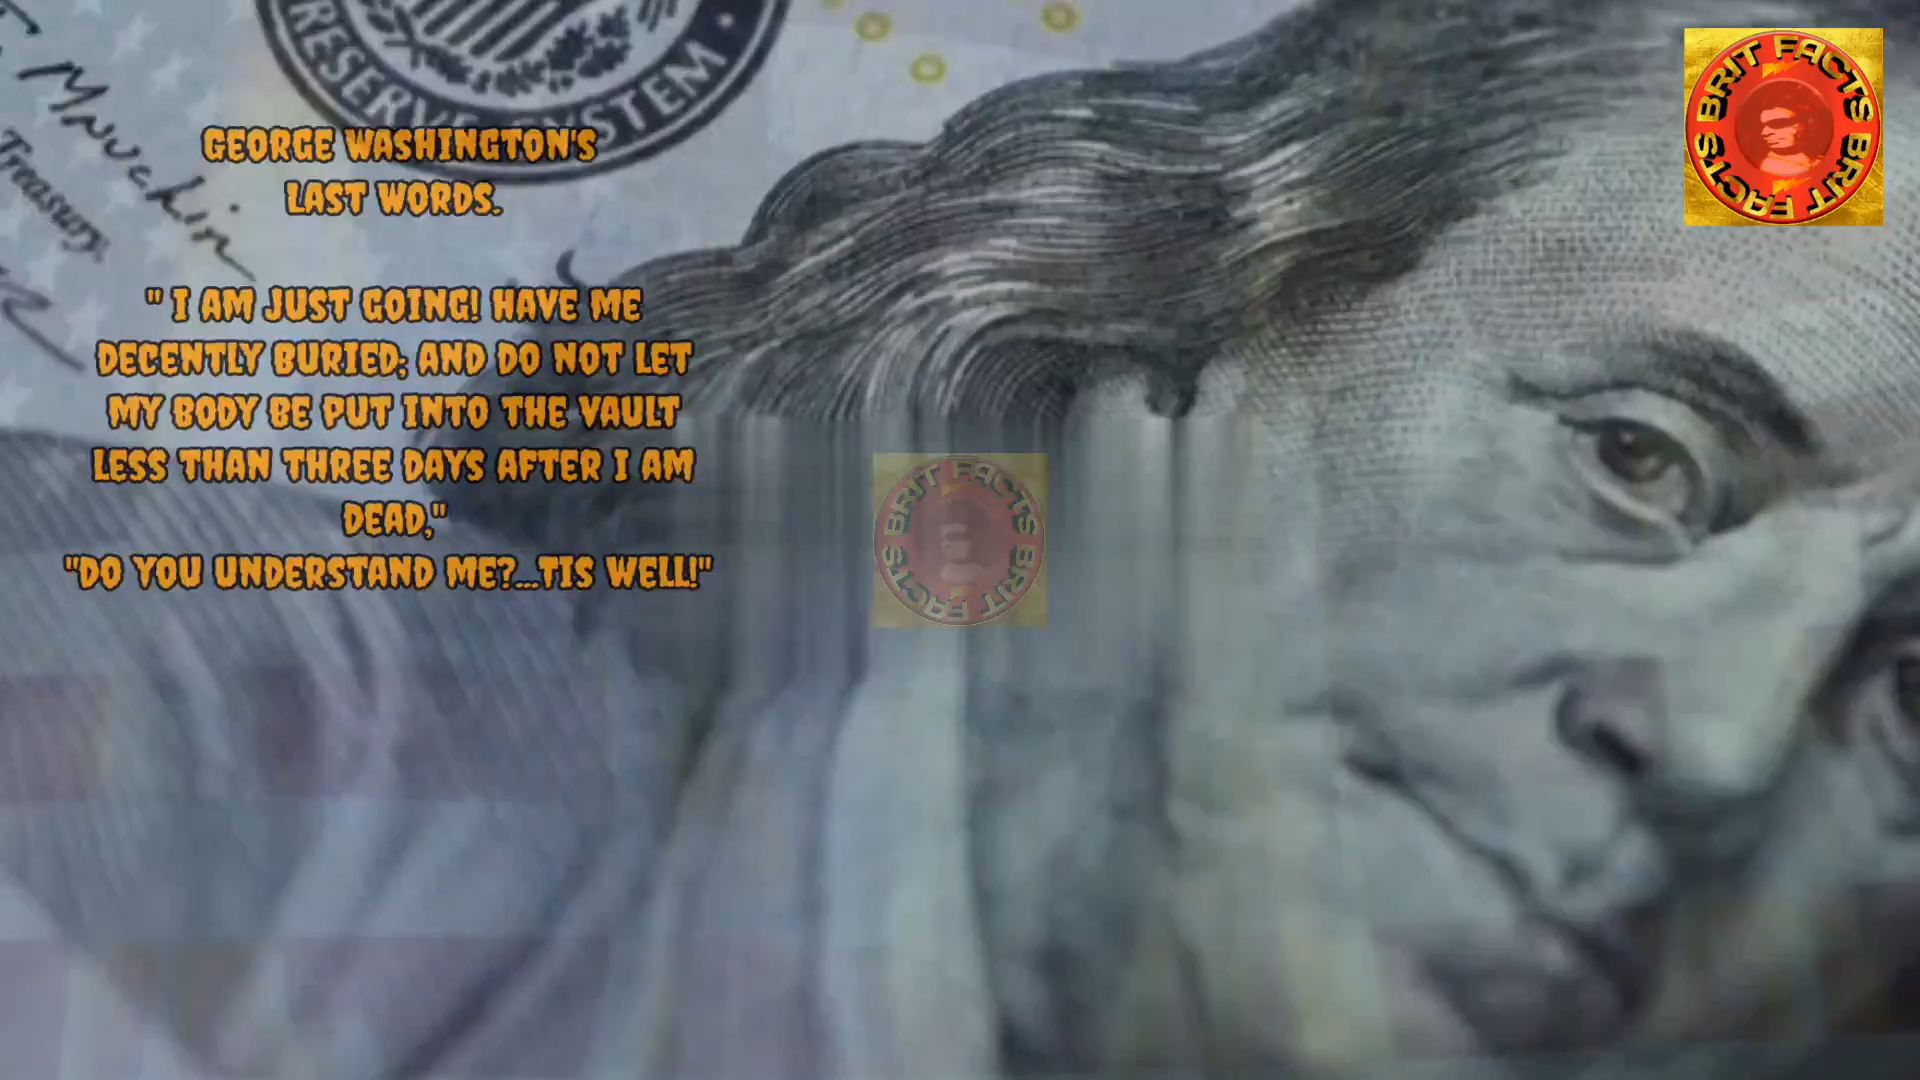 RESERVE SYSTEM
Mnuchin
Treasury.
GEORGE WASHINGTON'S
LAST WORDS.
" I AM JUST GOING! HAVE ME
DECENTLY BURIED; AND DO NOT LET
MY BODY BE PUT INTO THE VAULT
LESS THAN THREE DAYS AFTER I AM
DEAD,"
"DO YOU UNDERSTAND ME?...TIS WELL!"
BRIT FACTS BRIT FACTS
BRIT FACTS BRIT FACTS